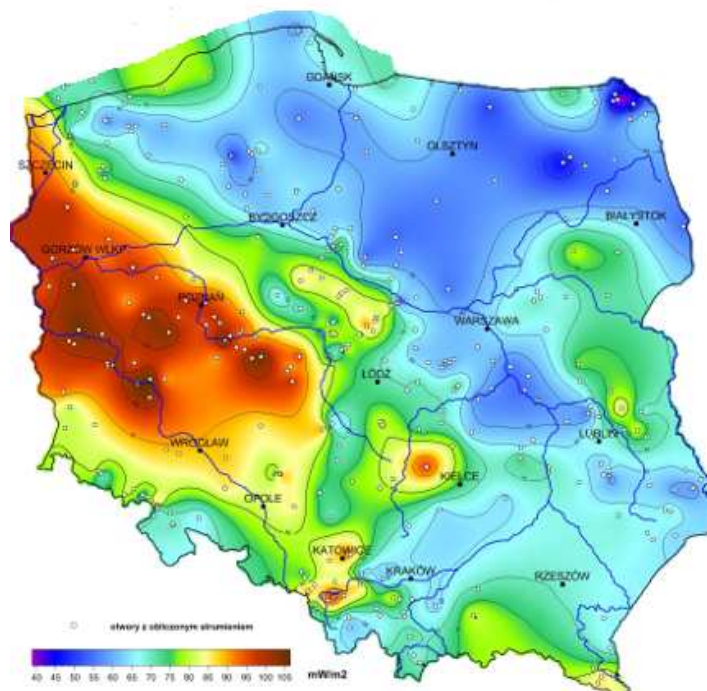 GDAŃSK
OLSZTYN
SZCZECIN
BYDGOSZCZ
BIAŁYSTOK
GORZÓW WLKP
POZNAŃ
WARSZAWA
ŁÓDŹ
WROCŁAW
LUBLIN
KIELCE
OPOLE
KATOWICE
KRAKÓW
RZESZÓW
otwory z obliczonym strumieniem
mW/m2
40 45 50 55 60 65 70 75 80 85 90 95 100 105